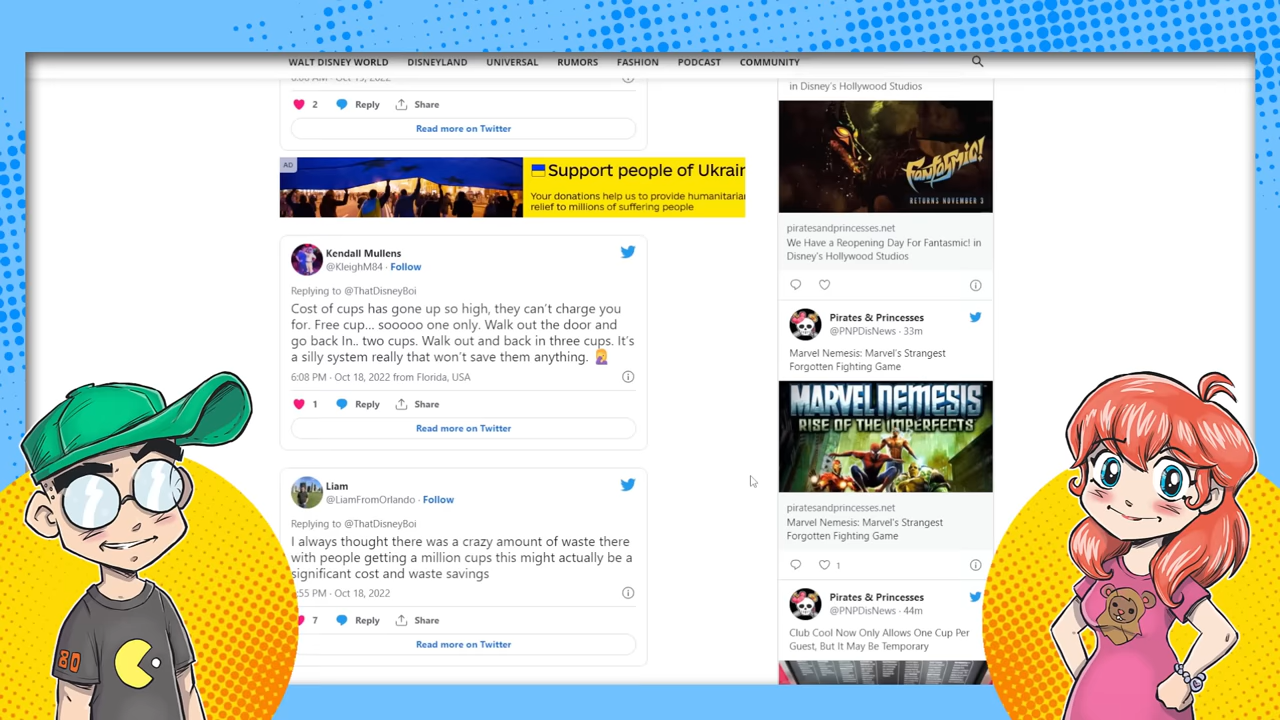 WALT DISNEY WORLD DISNEYLAND UNIVERSAL RUMORS FASHION PODCAST COMMUNITY
2 Reply Share
Read more on Twitter
AD
Support people of Ukrai
Your donations help us to provide humanitaria
relief to millions of suffering people
Kendall Mullens
@KleighM84 · Follow
Replying to @ThatDisneyBoi
Cost of cups has gone up so high, they can't charge you
for. Free cup... sooooo one only. Walk out the door and
go back In.. two cups. Walk out and back in three cups. It's
a silly system really that won't save them anything. 🤦‍♀️
6:08 PM · Oct 18, 2022 from Florida, USA
1 Reply Share
Read more on Twitter
Liam
@LiamFromOrlando · Follow
Replying to @ThatDisneyBoi
I always thought there was a crazy amount of waste there
with people getting a million cups this might actually be a
significant cost and waste savings
:55 PM · Oct 18, 2022
7 Reply Share
Read more on Twitter
in Disney's Hollywood Studios
Fantasmic!
RETURNS NOVEMBER 3
piratesandprincesses.net
We Have a Reopening Day For Fantasmic! in
Disney's Hollywood Studios
Pirates & Princesses
@PNPDisNews · 33m
Marvel Nemesis: Marvel's Strangest
Forgotten Fighting Game
MARVEL NEMESIS
RISE OF THE IMPERFECTS
piratesandprincesses.net
Marvel Nemesis: Marvel's Strangest
Forgotten Fighting Game
1
Pirates & Princesses
@PNPDisNews · 44m
Club Cool Now Only Allows One Cup Per
Guest, But It May Be Temporary
80